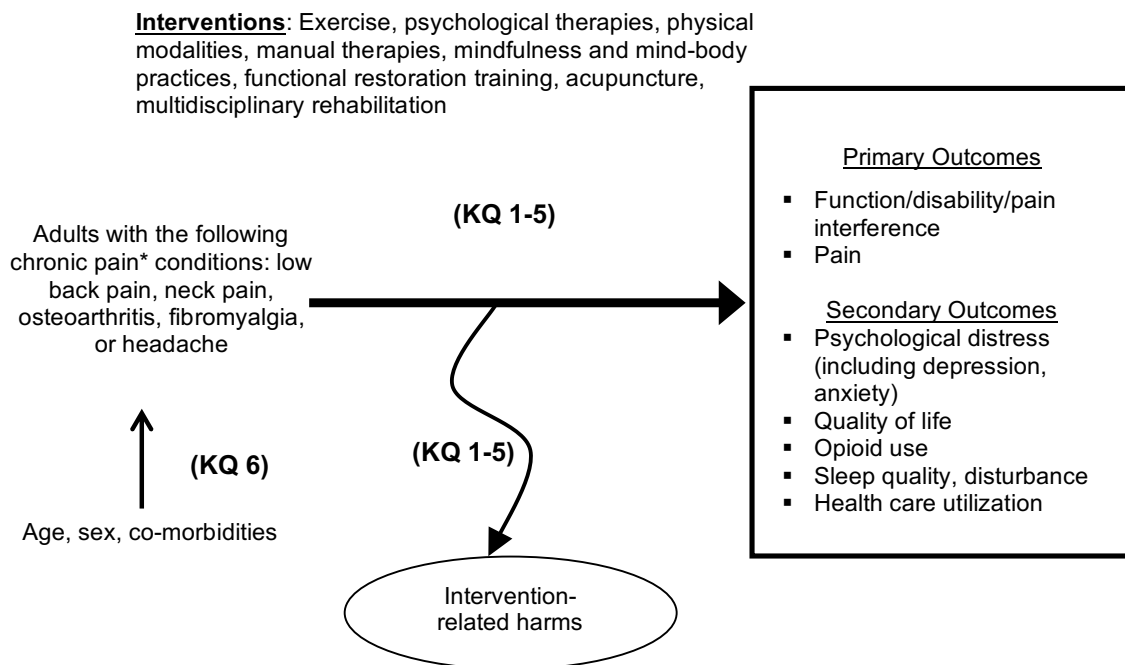 Interventions: Exercise, psychological therapies, physical
modalities, manual therapies, mindfulness and mind-body
practices, functional restoration training, acupuncture,
multidisciplinary rehabilitation
Adults with the following
chronic pain* conditions: low
back pain, neck pain,
osteoarthritis, fibromyalgia,
or headache
(KQ 1-5)
Primary Outcomes
▪ Function/disability/pain
interference
▪ Pain
Secondary Outcomes
▪ Psychological distress
(including depression,
anxiety)
▪ Quality of life
▪ Opioid use
▪ Sleep quality, disturbance
▪ Health care utilization
(KQ 6)
(KQ 1-5)
Age, sex, co-morbidities
Intervention-
related harms